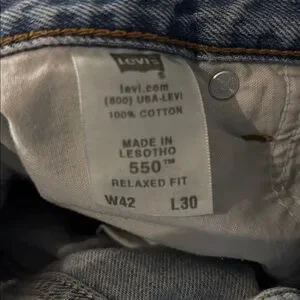 LEVI'S
®
levi.com
(800) USA-LEVI
100% COTTON
MADE IN
LESOTHO
550™
RELAXED FIT
W42 L30